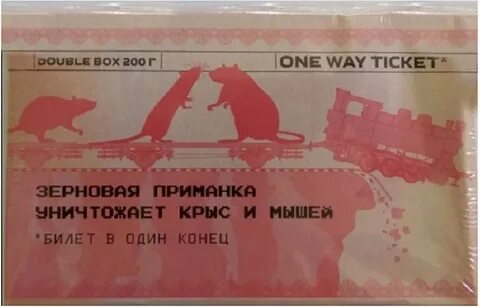 DOUBLE BOX 200 Г
ONE WAY TICKET*
ЗЕРНОВАЯ ПРИМАНКА
УНИЧТОЖАЕТ КРЫС И МЫШЕЙ
*БИЛЕТ В ОДИН КОНЕЦ